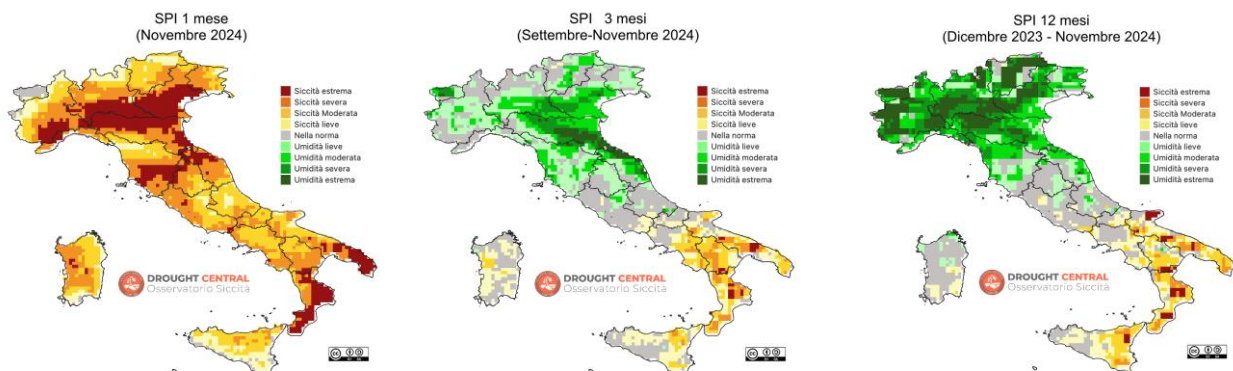 SPI 1 mese
(Novembre 2024)
Siccità estrema
Siccità severa
Siccità Moderata
Siccità lieve
Nella norma
Umidità lieve
Umidità moderata
Umidità severa
Umidità estrema
DROUGHT CENTRAL
Osservatorio Siccità
SPI 3 mesi
(Settembre-Novembre 2024)
Siccità estrema
Siccità severa
Siccità Moderata
Siccità lieve
Nella norma
Umidità lieve
Umidità moderata
Umidità severa
Umidità estrema
DROUGHT CENTRAL
Osservatorio Siccità
SPI 12 mesi
(Dicembre 2023 - Novembre 2024)
Siccità estrema
Siccità severa
Siccità Moderata
Siccità lieve
Nella norma
Umidità lieve
Umidità moderata
Umidità severa
Umidità estrema
DROUGHT CENTRAL
Osservatorio Siccità